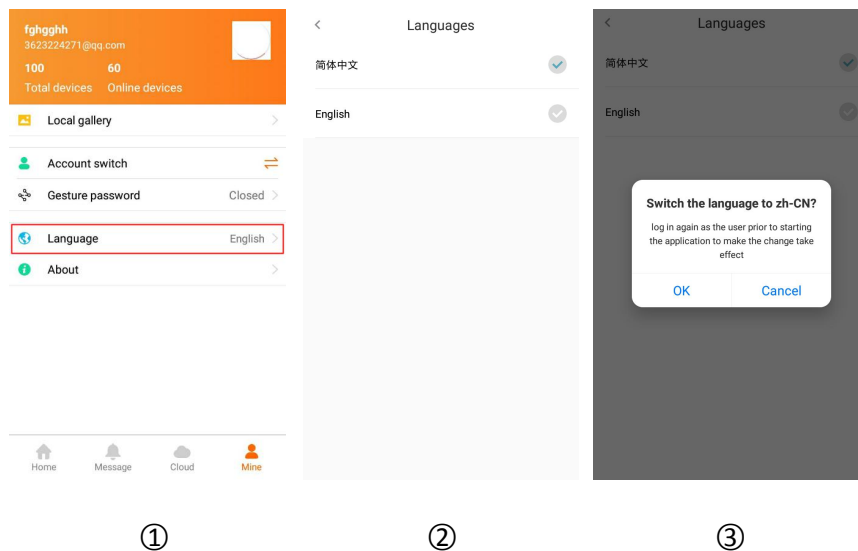 fghgghh
3623224271@qq.com
100 60
Total devices Online devices
Local gallery
Account switch
Gesture password Closed
Language English
About
Home Message Cloud Mine
①
Languages
简体中文
English
②
Languages
简体中文
English
Switch the language to zh-CN?
log in again as the user prior to starting
the application to make the change take
effect
OK Cancel
③